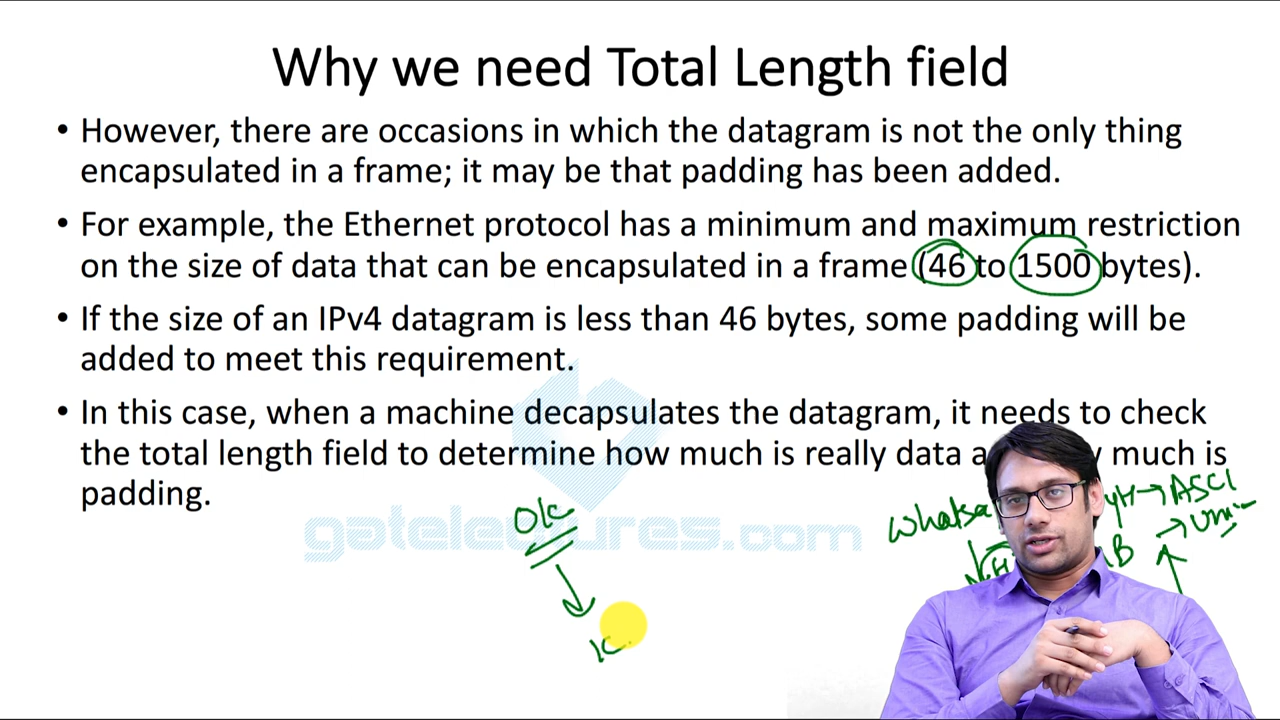 Why we need Total Length field
• However, there are occasions in which the datagram is not the only thing
encapsulated in a frame; it may be that padding has been added.
• For example, the Ethernet protocol has a minimum and maximum restriction
on the size of data that can be encapsulated in a frame (46 to 1500 bytes).
• If the size of an IPv4 datagram is less than 46 bytes, some padding will be
added to meet this requirement.
• In this case, when a machine decapsulates the datagram, it needs to check
the total length field to determine how much is really data a y much is
padding.
Whatsa yH→ASCI
Ok →Uni
gatelectures.com
B
K